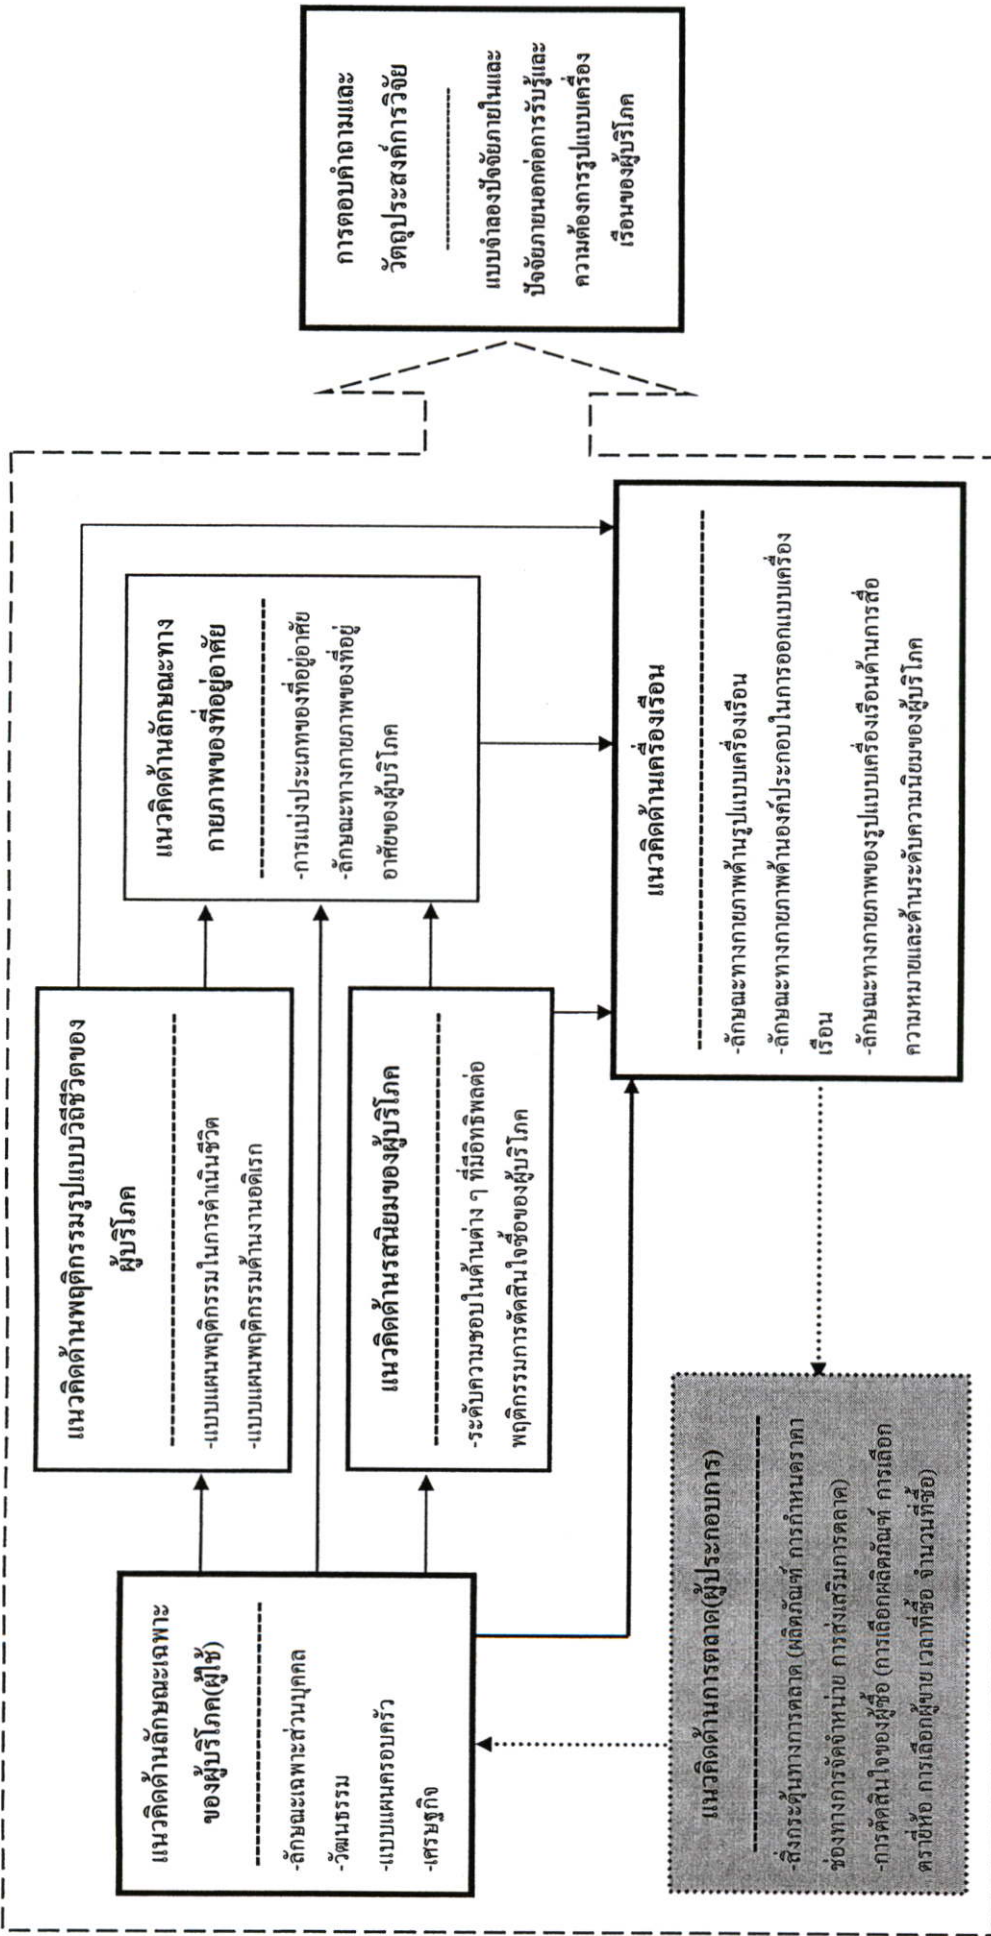 แนวคิดด้านลักษณะเฉพาะ
ของผู้บริโภค(ผู้ใช้)
-ลักษณะเฉพาะส่วนบุคคล
-วัฒนธรรม
-แบบแผนครอบครัว
-เศรษฐกิจ
แนวคิดด้านพฤติกรรมรูปแบบวิถีชีวิตของ
ผู้บริโภค
-แบบแผนพฤติกรรมในการดำเนินชีวิต
-แบบแผนพฤติกรรมด้านงานอดิเรก
แนวคิดด้านรสนิยมของผู้บริโภค
-ระดับความชอบในด้านต่าง ๆ ที่มีอิทธิพลต่อ
พฤติกรรมการตัดสินใจซื้อของผู้บริโภค
แนวคิดด้านลักษณะทาง
กายภาพของที่อยู่อาศัย
-การแบ่งประเภทของที่อยู่อาศัย
-ลักษณะทางกายภาพของที่อยู่
อาศัยของผู้บริโภค
แนวคิดด้านเครื่องเรือน
-ลักษณะทางกายภาพด้านรูปแบบเครื่องเรือน
-ลักษณะทางกายภาพด้านองค์ประกอบในการออกแบบเครื่อง
เรือน
-ลักษณะทางกายภาพของรูปแบบเครื่องเรือนด้านการสื่อ
ความหมายและด้านระดับความนิยมของผู้บริโภค
แนวคิดด้านการตลาด(ผู้ประกอบการ)
-สิ่งกระตุ้นทางการตลาด (ผลิตภัณฑ์ การกำหนดราคา
ช่องทางการจัดจำหน่าย การส่งเสริมการตลาด)
-การตัดสินใจของผู้ซื้อ (การเลือกผลิตภัณฑ์ การเลือก
ตรายี่ห้อ การเลือกผู้ขาย เวลาที่ซื้อ จำนวนที่ซื้อ)
การตอบคำถามและ
วัตถุประสงค์การวิจัย
แบบจำลองปัจจัยภายในและ
ปัจจัยภายนอกต่อการรับรู้และ
ความต้องการรูปแบบเครื่อง
เรือนของผู้บริโภค